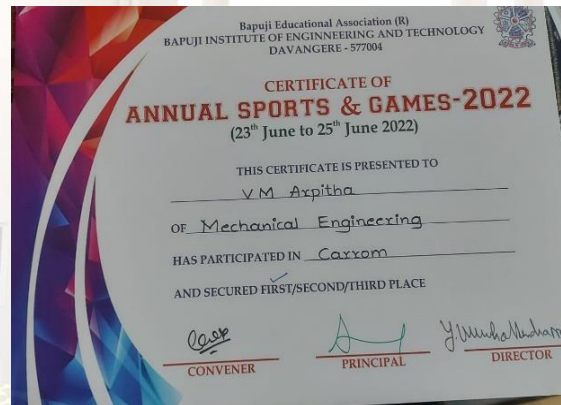 Bapuji Educational Association (R)
BAPUJI INSTITUTE OF ENGINNEERING AND TECHNOLOGY
DAVANGERE - 577004
CERTIFICATE OF
ANNUAL SPORTS & GAMES-2022
(23th June to 25th June 2022)
THIS CERTIFICATE IS PRESENTED TO
V M Arpitha
OF Mechanical Engineering
HAS PARTICIPATED IN Carrom
AND SECURED FIRST/SECOND/THIRD PLACE
CONVENER PRINCIPAL DIRECTOR